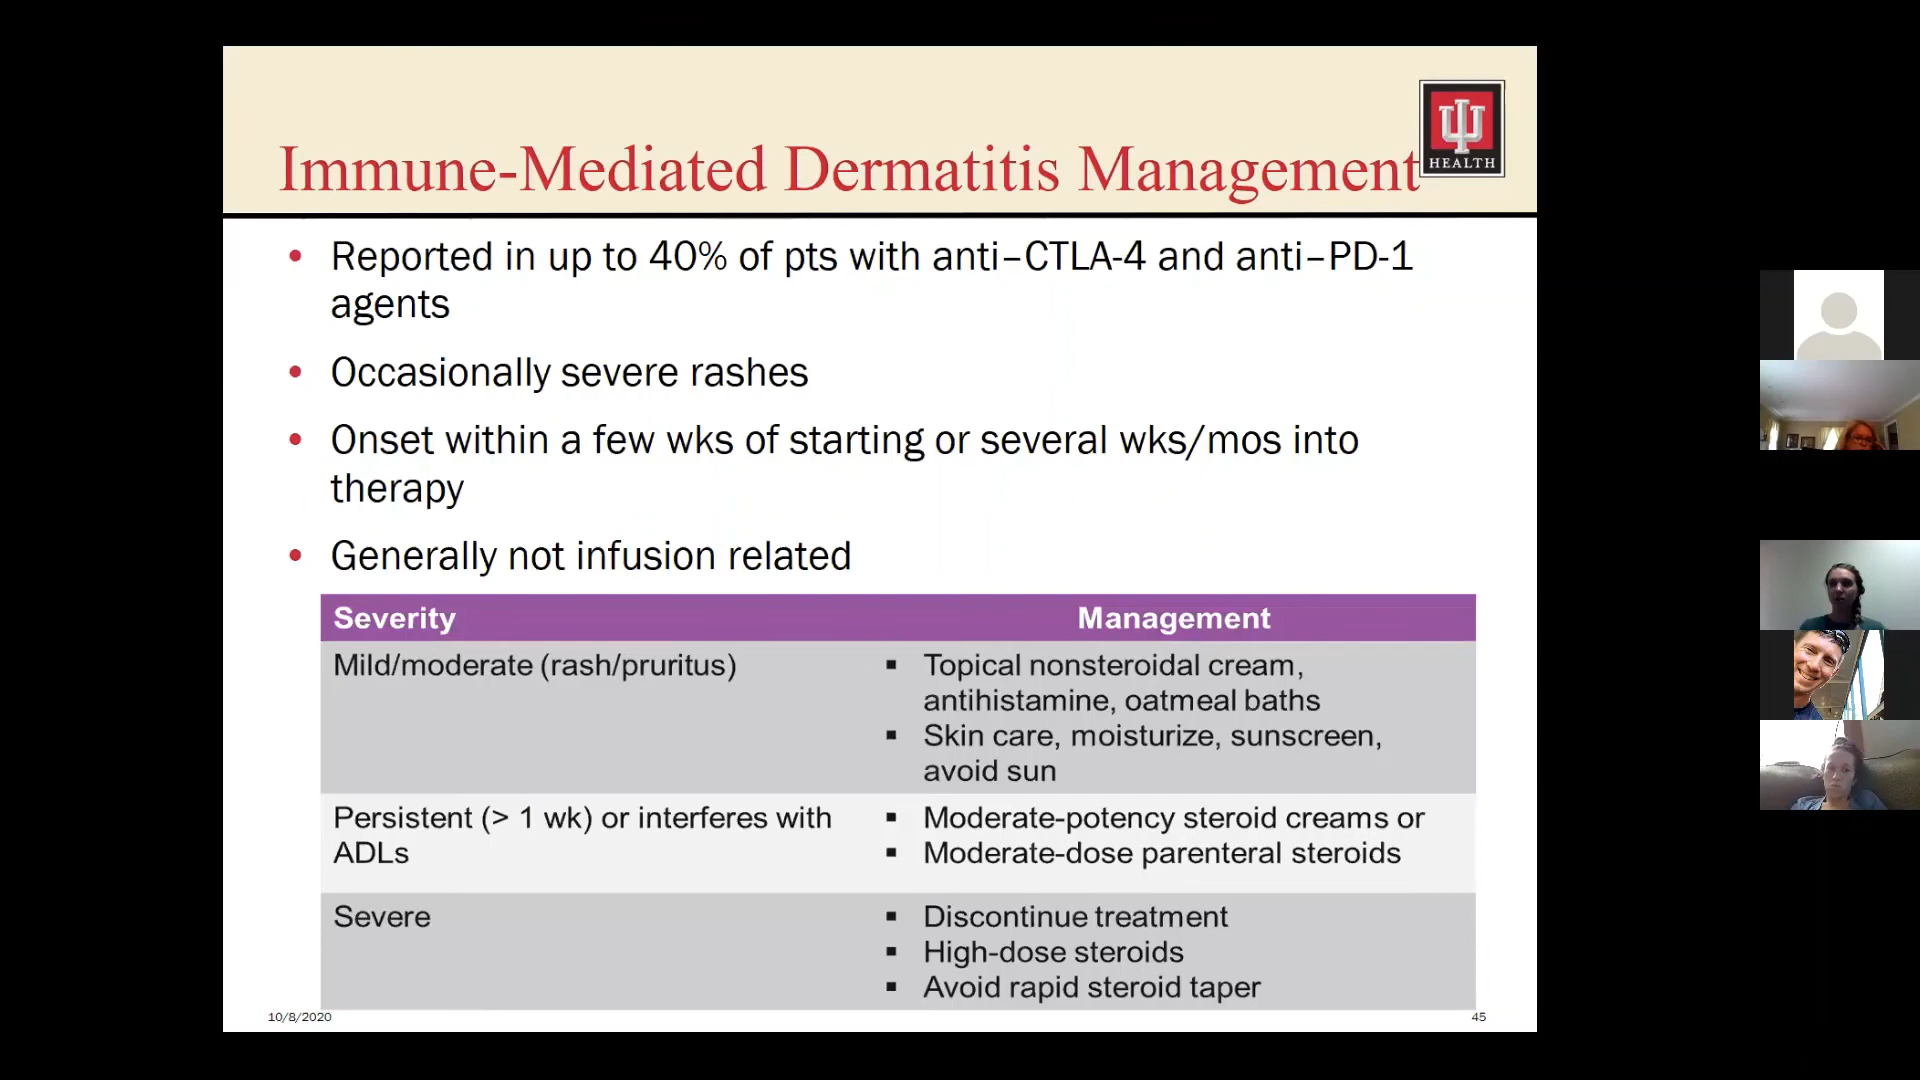 Immune-Mediated Dermatitis Management
HEALTH
• Reported in up to 40% of pts with anti–CTLA-4 and anti–PD-1
agents
• Occasionally severe rashes
• Onset within a few wks of starting or several wks/mos into
therapy
• Generally not infusion related
Severity
Management
Mild/moderate (rash/pruritus)
▪ Topical nonsteroidal cream,
antihistamine, oatmeal baths
▪ Skin care, moisturize, sunscreen,
avoid sun
Persistent (> 1 wk) or interferes with
ADLs
▪ Moderate-potency steroid creams or
▪ Moderate-dose parenteral steroids
Severe
▪ Discontinue treatment
▪ High-dose steroids
▪ Avoid rapid steroid taper
10/8/2020
45